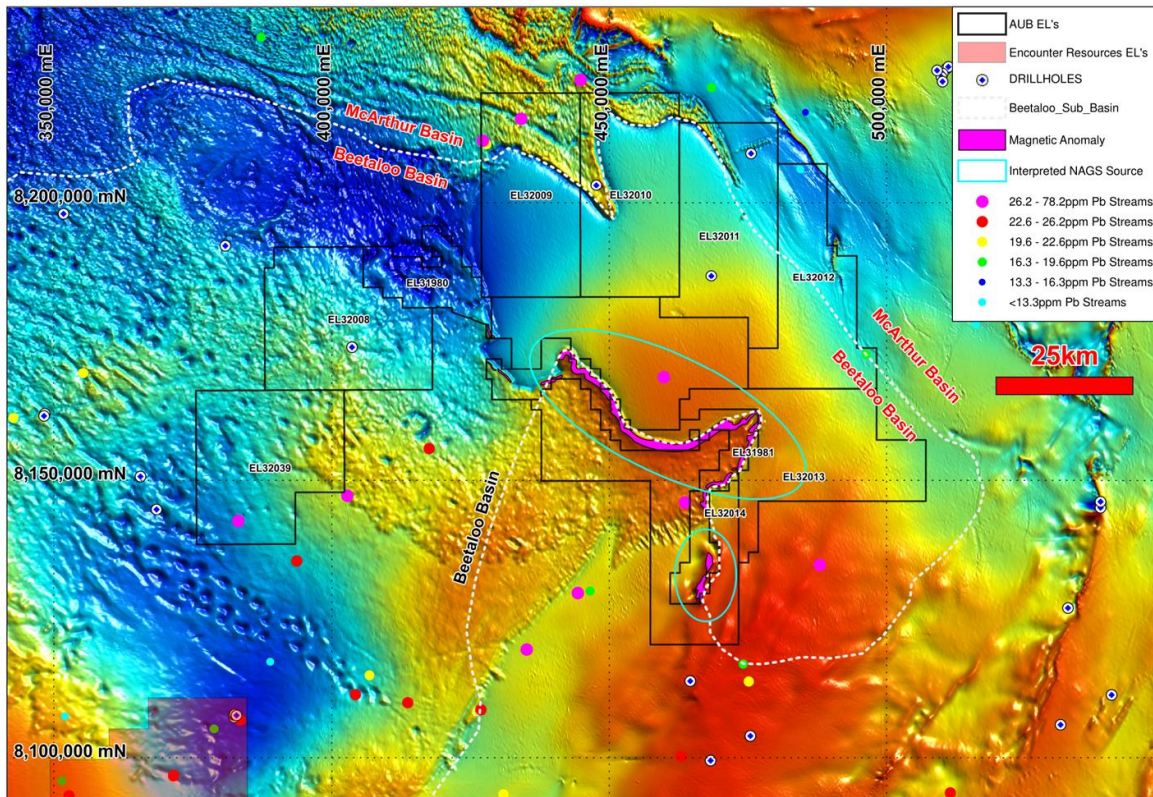 350,000 mE
400,000 mE
450,000 mE
500,000 mE
AUB EL's
Encounter Resources EL's
DRILLHOLES
Beetaloo_Sub_Basin
Magnetic Anomaly
Interpreted NAGS Source
26.2 - 78.2ppm Pb Streams
22.6 - 26.2ppm Pb Streams
19.6 - 22.6ppm Pb Streams
16.3 - 19.6ppm Pb Streams
13.3 - 16.3ppm Pb Streams
<13.3ppm Pb Streams
McArthur Basin
Beetaloo Basin
8,200,000 mN
EL32009
EL32010
EL32011
EL32012
EL31980
EL32008
McArthur Basin
Beetaloo Basin
25km
EL31981
EL32013
8,150,000 mN
EL32039
Beetaloo Basin
EL32014
8,100,000 mN